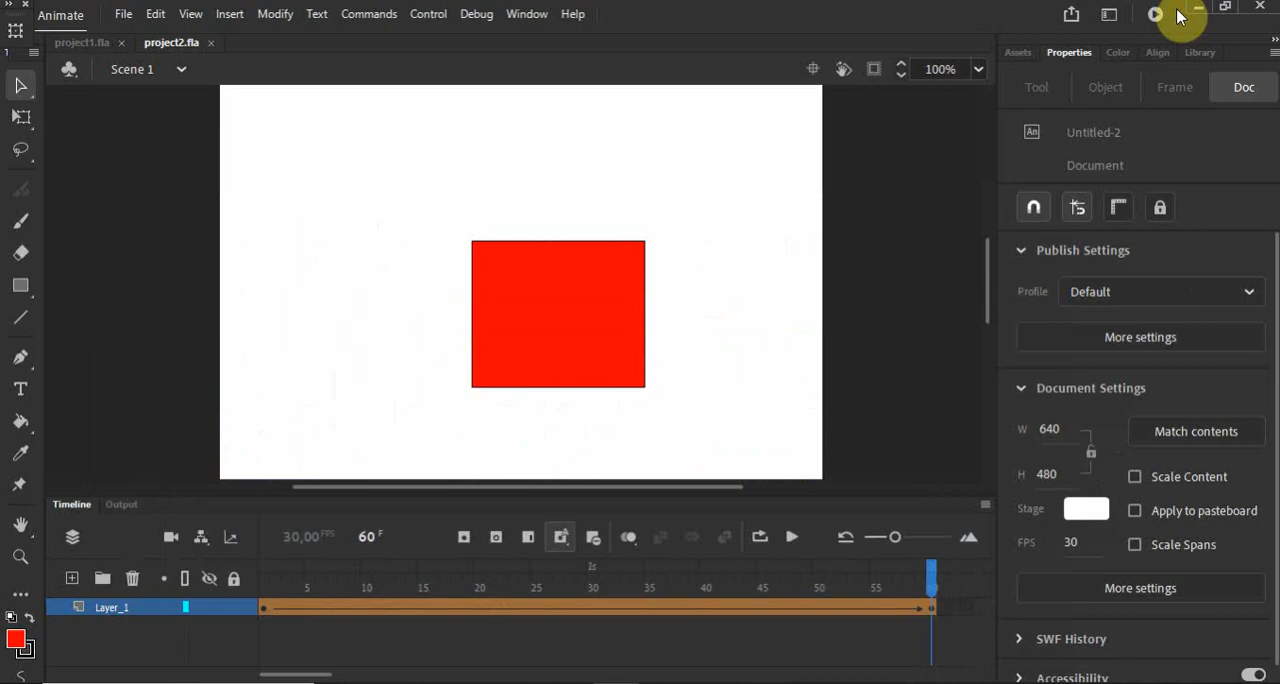 Animate File Edit View Insert Modify Text Commands Control Debug Window Help
project1.fla project2.fla
Scene 1 100%
Assets Properties Color Align Library
Tool Object Frame Doc
An Untitled-2
Document
Publish Settings
Profile Default
More settings
Document Settings
W 640 Match contents
H 480 Scale Content
Stage Apply to pasteboard
FPS 30 Scale Spans
More settings
SWF History
Accessibility
Timeline Output
30,00 FPS 60 F
1s
5 10 15 20 25 30 35 40 45 50 55
Layer_1